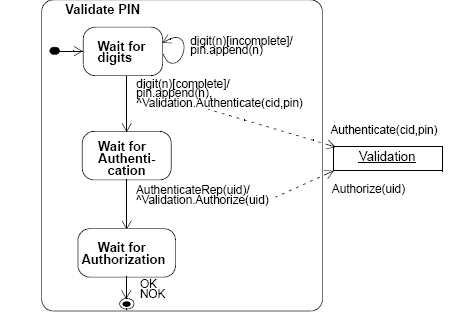 Validate PIN
Wait for
digits
digit(n)[incomplete]/
pin.append(n)
digit(n)[complete]/
pin.append(n),
^Validation.Authenticate(cid,pin)
Authenticate(cid,pin)
Wait for
Authenti-
cation
Validation
AuthenticateRep(uid)/
^Validation.Authorize(uid)
Authorize(uid)
Wait for
Authorization
OK
NOK